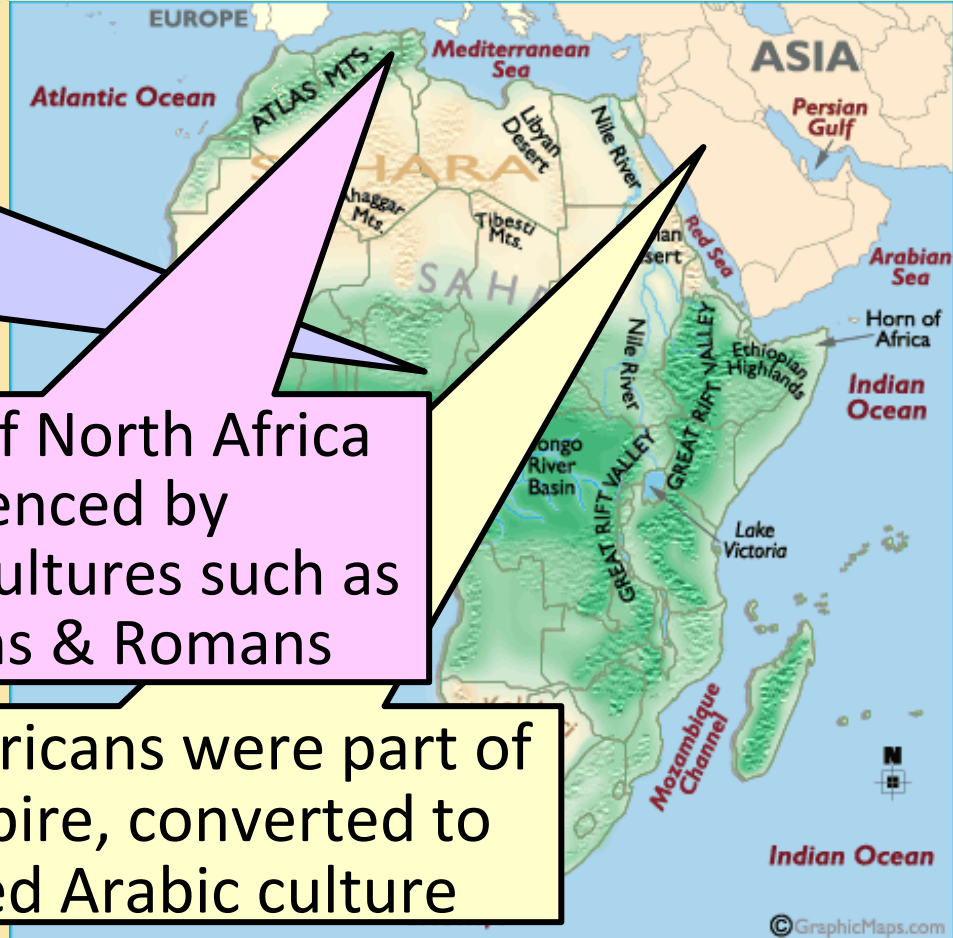 EUROPE
Mediterranean
Sea
ASIA
Atlantic Ocean
ATLAS MTS.
Persian
Gulf
Libyan
Desert
Nile River
SAHARA
Ahaggar
Mts.
Tibesti
Mts.
Red Sea
Arabian
Sea
SAH
Horn of
Africa
Nile River
GREAT RIFT VALLEY
Ethiopian
Highlands
Indian
Ocean
f North Africa
enced by
ultures such as
ns & Romans
ongo
River
Basin
GREAT RIFT VALLEY
Lake
Victoria
Mozambique
Channel
N
ricans were part of
pire, converted to
ed Arabic culture
Indian Ocean
©GraphicMaps.com